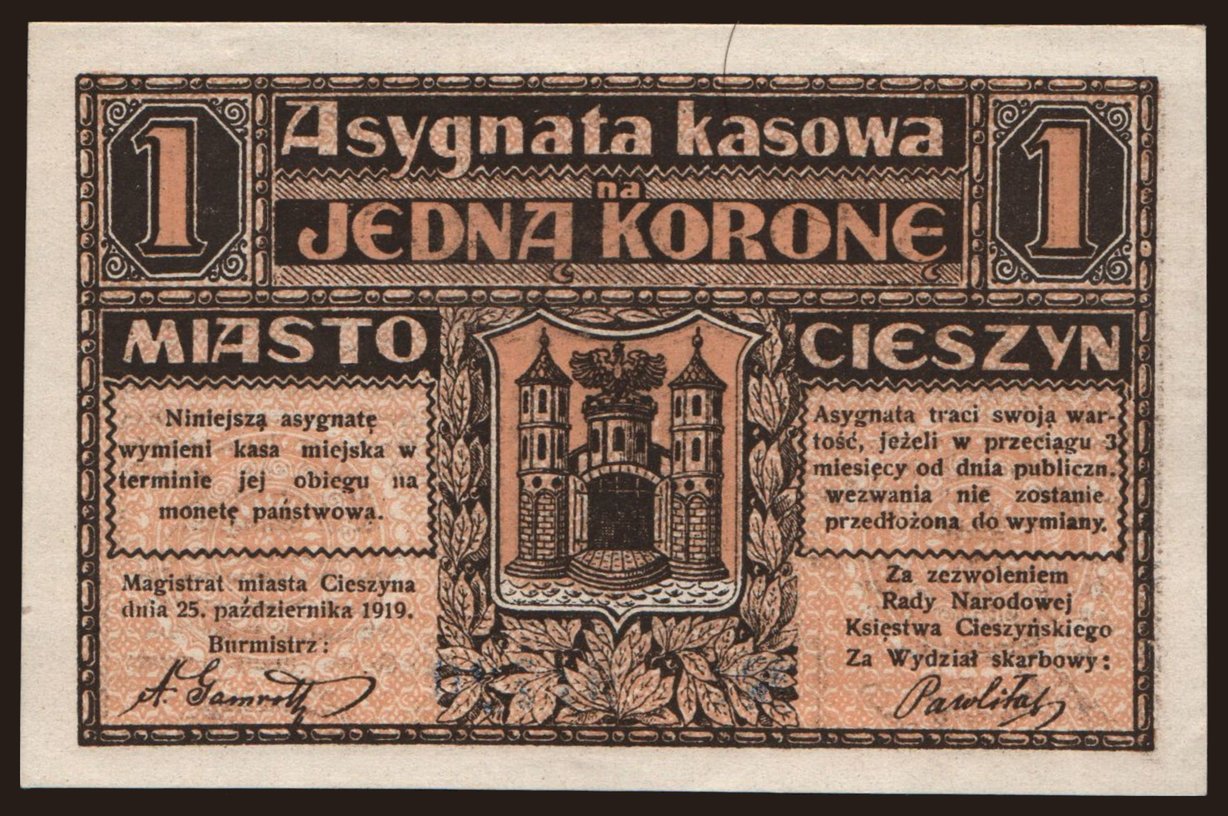 1
Asygnata kasowa
na
JEDNĄ KORONĘ
1
MIASTO
CIESZYN
Niniejszą asygnatę
wymieni kasa miejska w
terminie jej obiegu na
monetę państwową.
Asygnata traci swoją war-
tość, jeżeli w przeciągu 3
miesięcy od dnia publiczn.
wezwania nie zostanie
przedłożoną do wymiany.
Magistrat miasta Cieszyna
dnia 25. października 1919.
Burmistrz:
A. Gamroth
Za zezwoleniem
Rady Narodowej
Księstwa Cieszyńskiego
Za Wydział skarbowy: